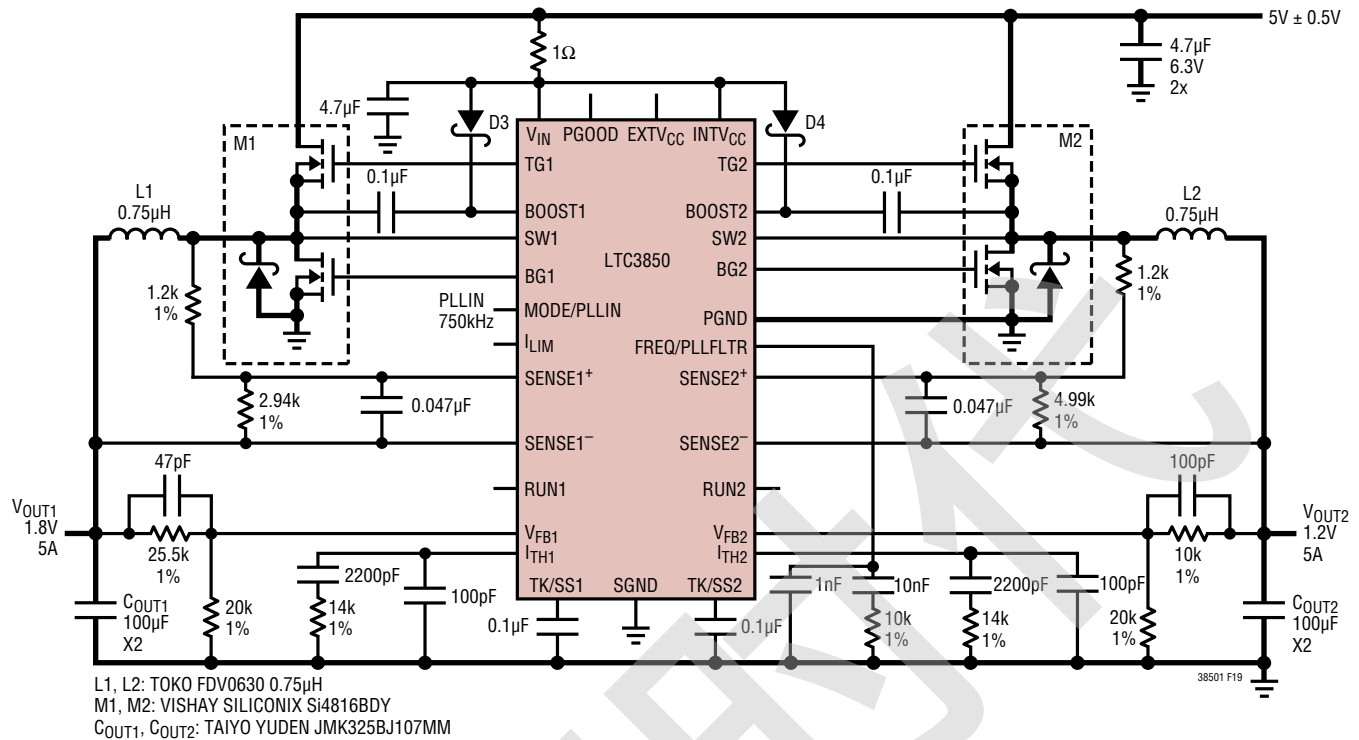 5V ± 0.5V
1Ω
4.7µF
6.3V
2x
4.7µF
D3
D4
M1
M2
VIN
PGOOD
EXTVCC
INTVCC
TG1
TG2
0.1µF
0.1µF
L1
0.75µH
L2
0.75µH
BOOST1
BOOST2
SW1
SW2
LTC3850
BG1
BG2
1.2k
1%
1.2k
1%
PLLIN
750kHz
MODE/PLLIN
PGND
ILIM
FREQ/PLLFLTR
SENSE1+
SENSE2+
2.94k
1%
0.047µF
0.047µF
4.99k
1%
SENSE1–
SENSE2–
47pF
100pF
RUN1
RUN2
VOUT1
1.8V
5A
VOUT2
1.2V
5A
25.5k
1%
10k
1%
VFB1
VFB2
ITH1
ITH2
2200pF
100pF
1nF
10nF
2200pF
100pF
TK/SS1
SGND
TK/SS2
COUT1
100µF
X2
20k
1%
14k
1%
0.1µF
0.1µF
10k
1%
14k
1%
20k
1%
COUT2
100µF
X2
38501 F19
L1, L2: TOKO FDV0630 0.75µH
M1, M2: VISHAY SILICONIX Si4816BDY
COUT1, COUT2: TAIYO YUDEN JMK325BJ107MM